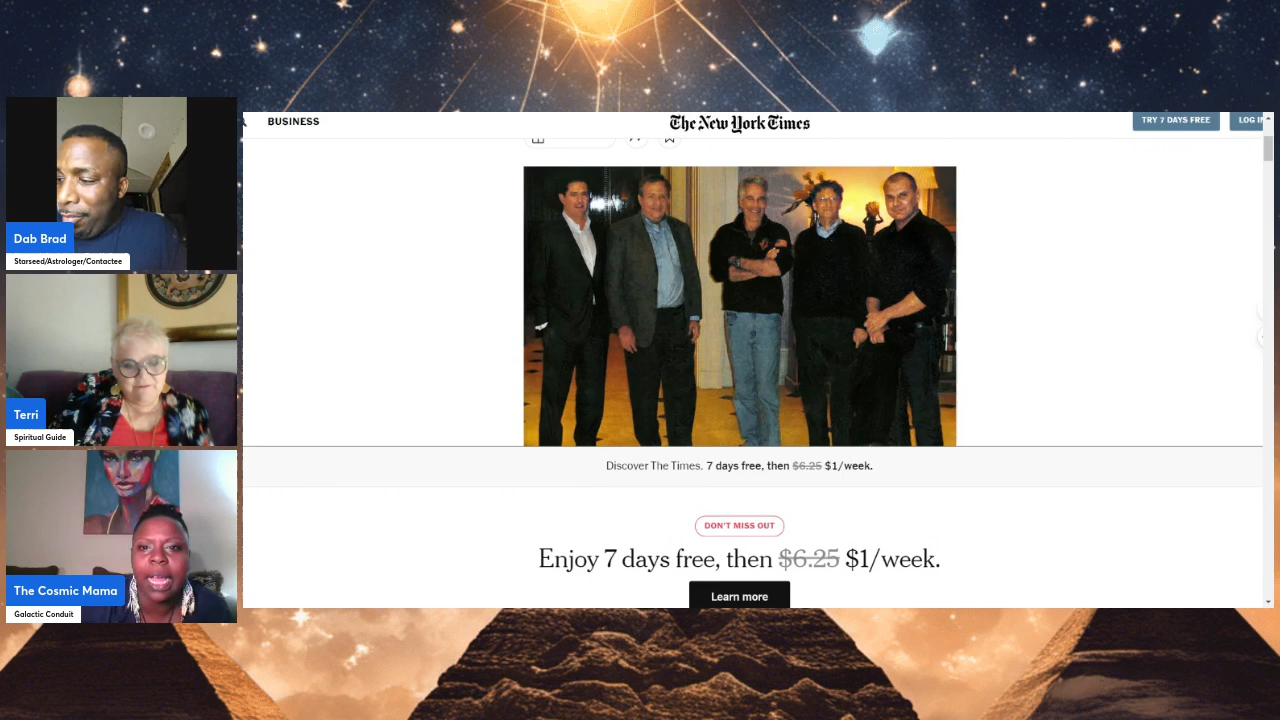 BUSINESS
The New York Times
TRY 7 DAYS FREE
LOG IN
Dab Brad
Starseed/Astrologer/Contactee
Terri
Spiritual Guide
The Cosmic Mama
Galactic Conduit
Discover The Times. 7 days free, then $6.25 $1/week.
DON'T MISS OUT
Enjoy 7 days free, then $6.25 $1/week.
Learn more